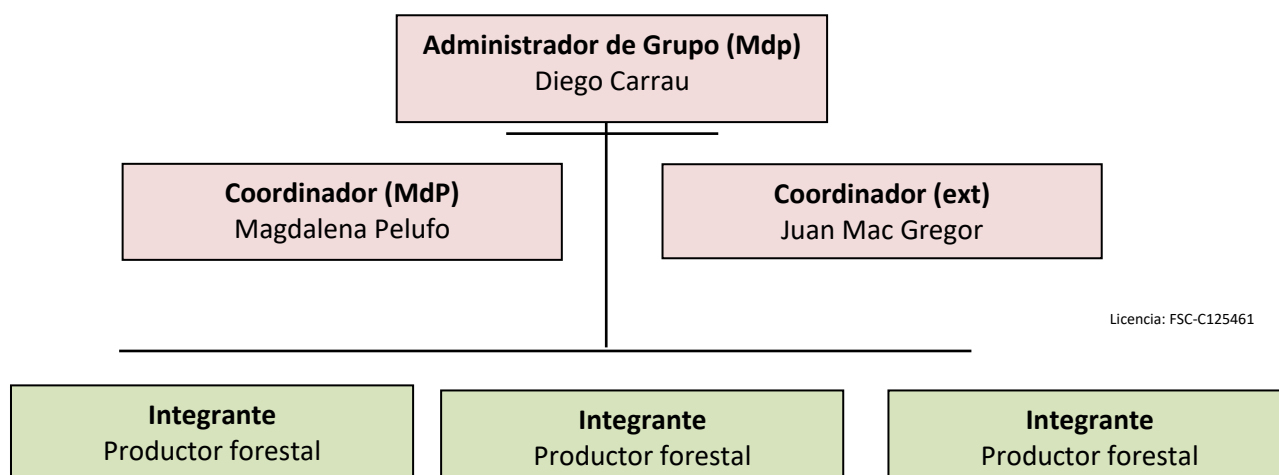 Administrador de Grupo (Mdp)
Diego Carrau
Coordinador (MdP)
Magdalena Pelufo
Coordinador (ext)
Juan Mac Gregor
Licencia: FSC-C125461
Integrante
Productor forestal
Integrante
Productor forestal
Integrante
Productor forestal